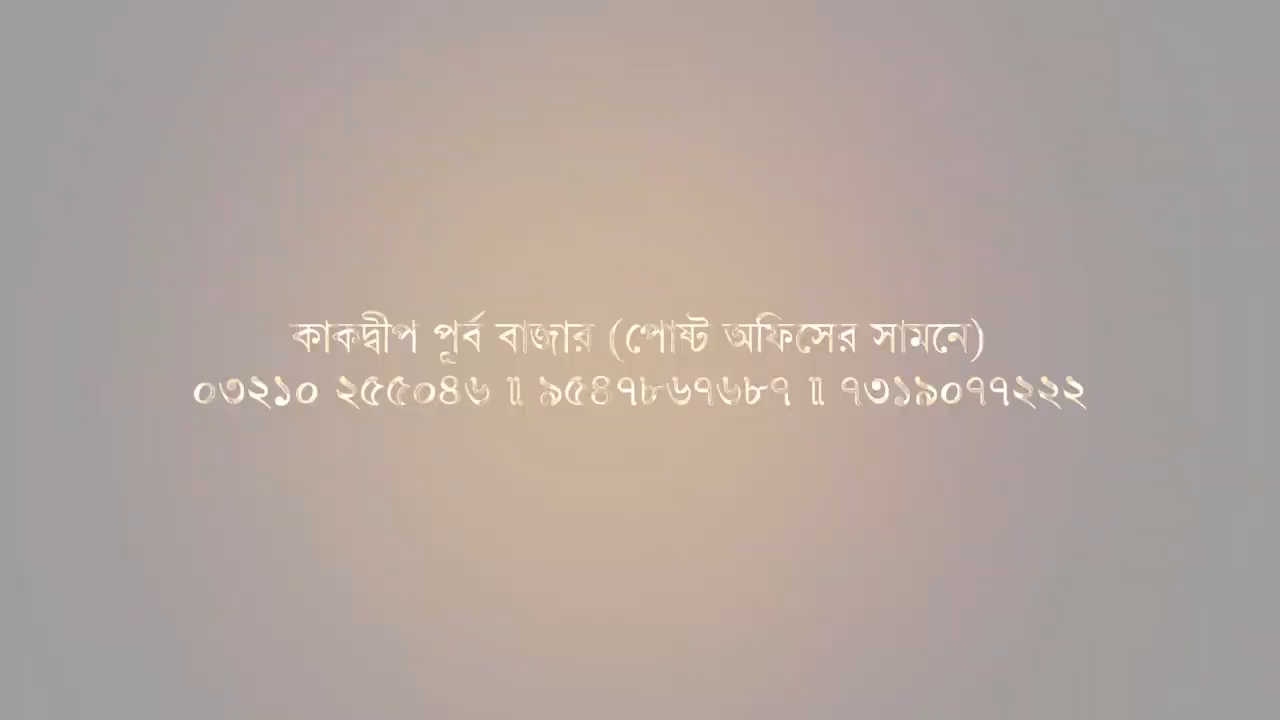 কাকদ্বীপ পূর্ব বাজার (পোষ্ট অফিসের সামনে)
০৩২১০ ২৫৫০৪৬ ॥ ৯৫৪৭৮৬৭৬৮৭ ॥ ৭৩১৯০৭৭২২২